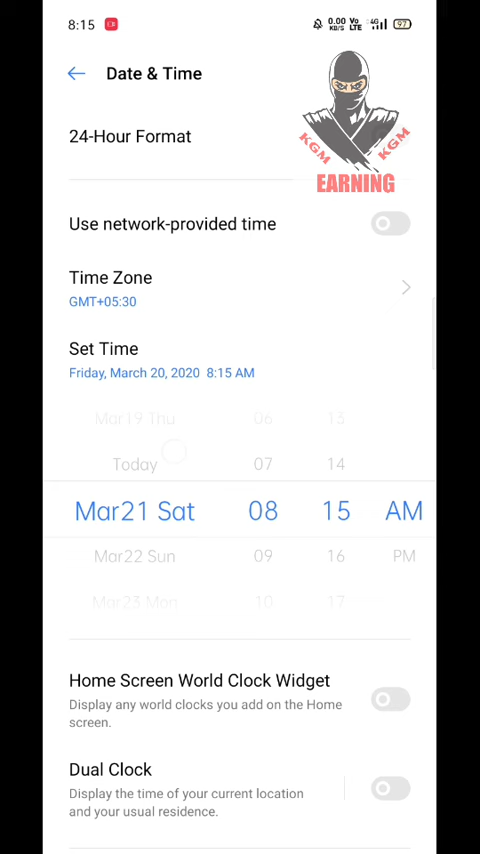 8:15
0.00 KB/S
Vo LTE
4G
97
Date & Time
24-Hour Format
KGM KGM
EARNING
Use network-provided time
Time Zone
GMT+05:30
Set Time
Friday, March 20, 2020 8:15 AM
Mar19 Thu 06 13
Today 07 14
Mar21 Sat 08 15 AM
Mar22 Sun 09 16 PM
Mar23 Mon 10 17
Home Screen World Clock Widget
Display any world clocks you add on the Home
screen.
Dual Clock
Display the time of your current location
and your usual residence.